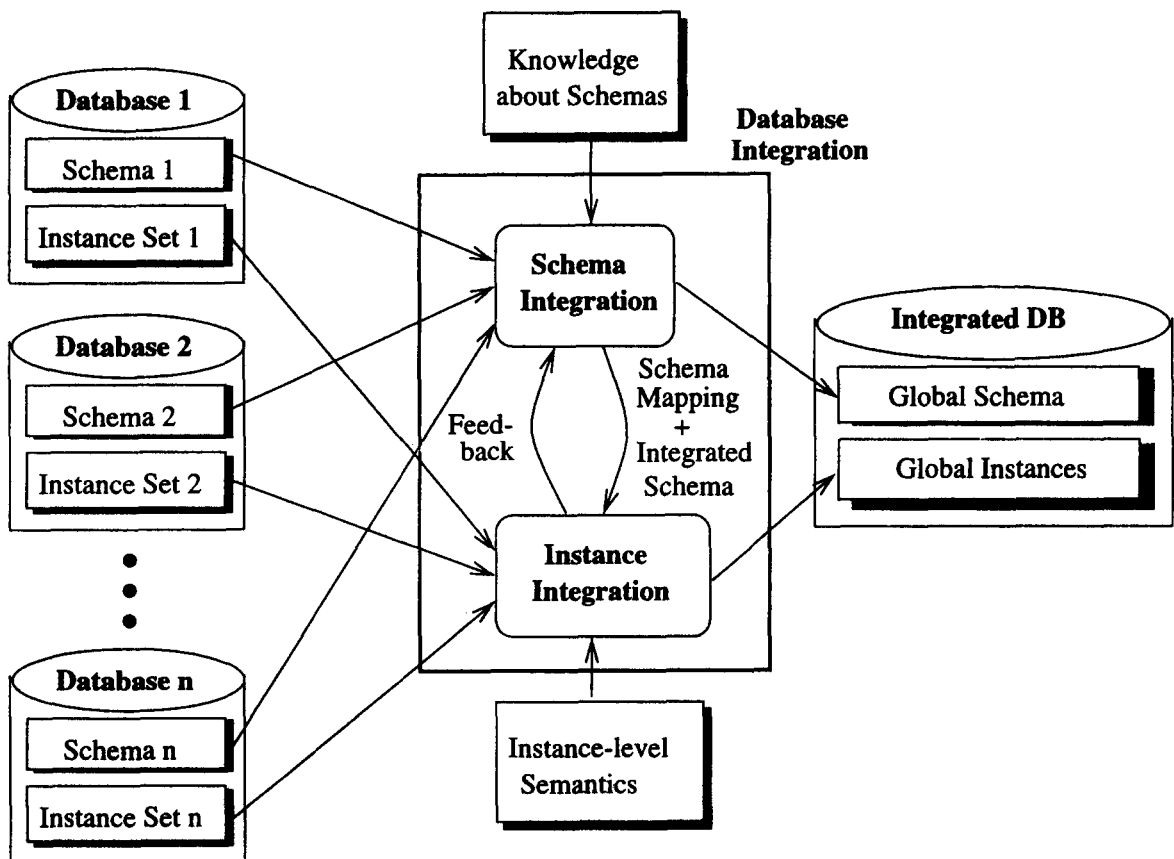 Knowledge
about Schemas
Database
Integration
Database 1
Schema 1
Instance Set 1
Database 2
Schema 2
Instance Set 2
Database n
Schema n
Instance Set n
Schema
Integration
Feed-
back
Schema
Mapping
+
Integrated
Schema
Instance
Integration
Instance-level
Semantics
Integrated DB
Global Schema
Global Instances